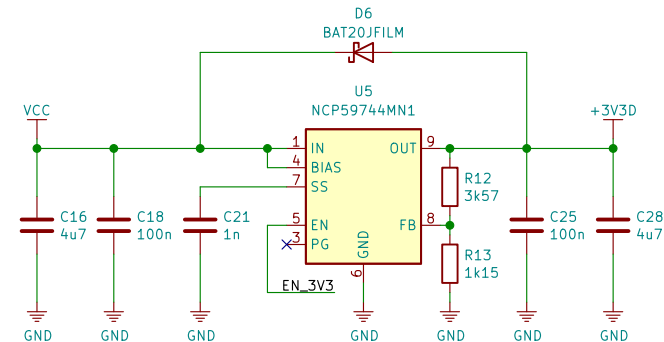 D6
BAT20JFILM
U5
NCP59744MN1
VCC
+3V3D
1
IN
OUT
9
4
BIAS
7
SS
R12
3k57
C16
4u7
C18
100n
C21
1n
5
EN
FB
8
C25
100n
C28
4u7
3
PG
GND
6
R13
1k15
EN_3V3
GND
GND
GND
GND
GND
GND
GND